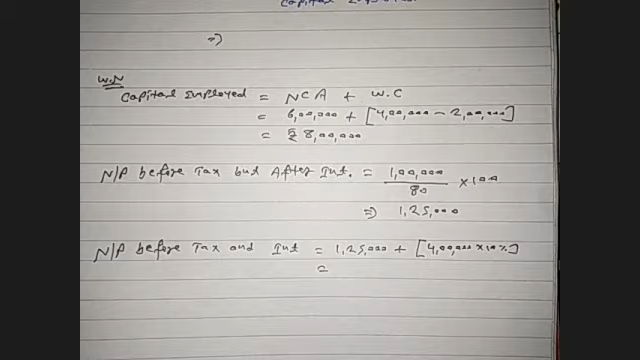 Capital
⇒
W.N
Capital Employed = NCA + W.C
= 6,00,000 + [4,00,000 - 2,00,000]
= ₹ 8,00,000
N/P before Tax but After Int. = 1,00,000 / 80 × 100
⇒ 1,25,000
N/P before Tax and Int = 1,25,000 + [4,00,000 × 10%]
=